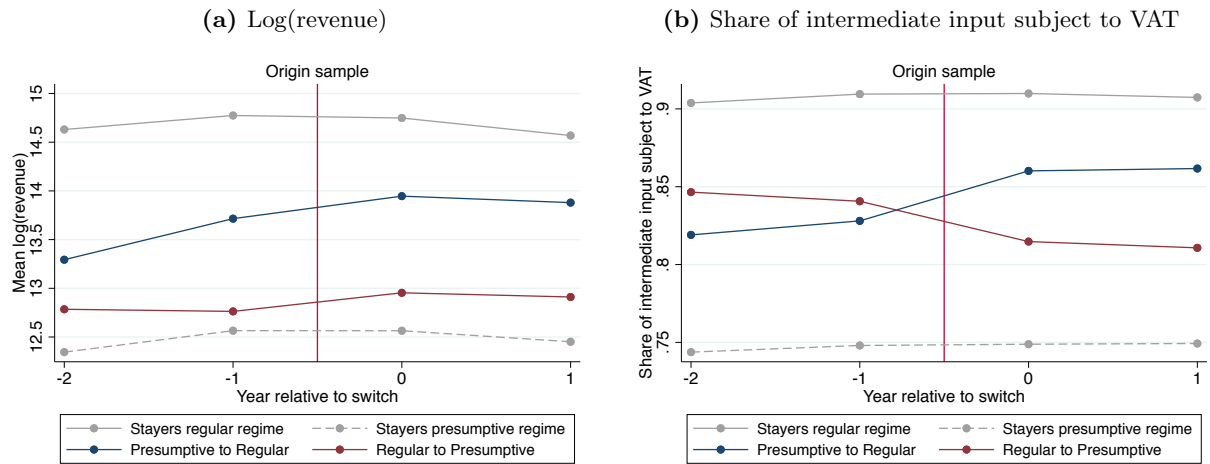 (a) Log(revenue)
Origin sample
Mean log(revenue)
15
14.5
14
13.5
13
12.5
-2 -1 0 1
Year relative to switch
Stayers regular regime Stayers presumptive regime
Presumptive to Regular Regular to Presumptive
(b) Share of intermediate input subject to VAT
Origin sample
Share of intermediate input subject to VAT
.9
.85
.8
.75
-2 -1 0 1
Year relative to switch
Stayers regular regime Stayers presumptive regime
Presumptive to Regular Regular to Presumptive